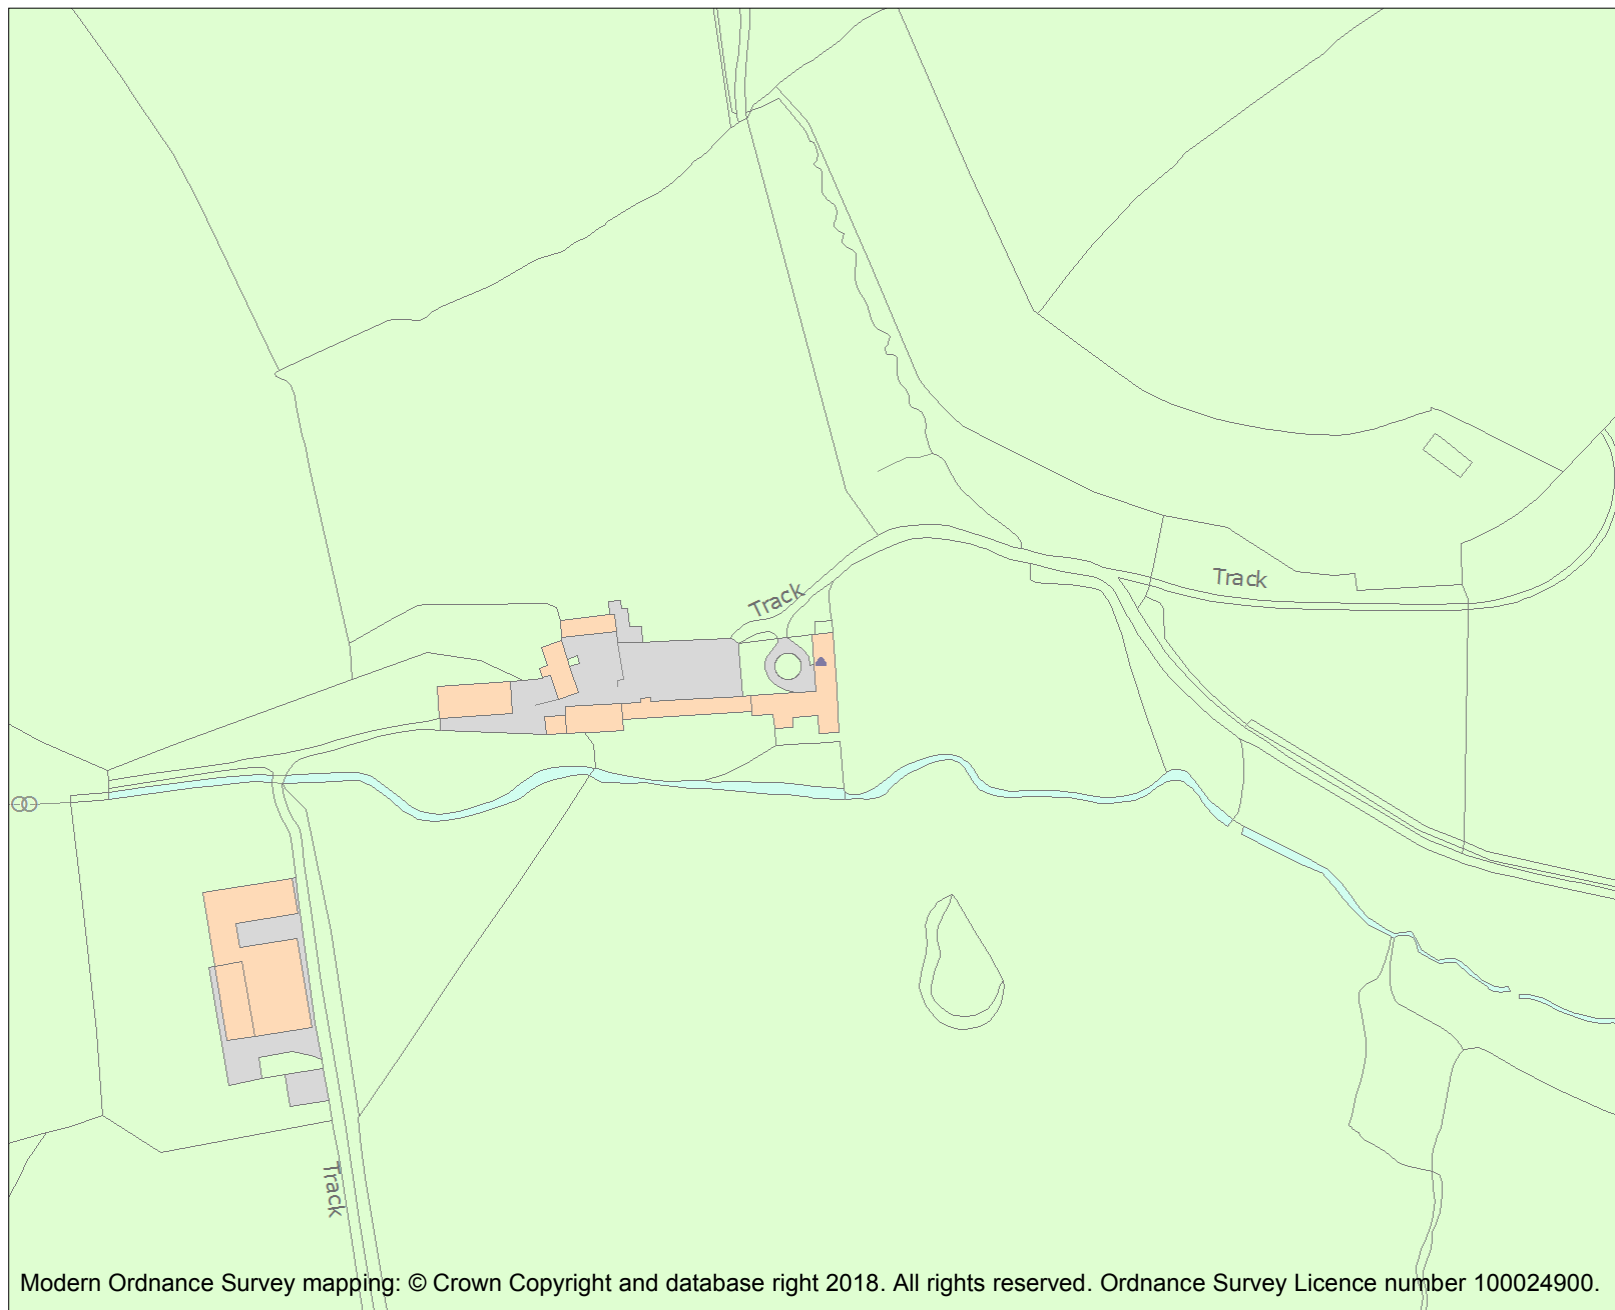 Track
Track
Track
Modern Ordnance Survey mapping: © Crown Copyright and database right 2018. All rights reserved. Ordnance Survey Licence number 100024900.